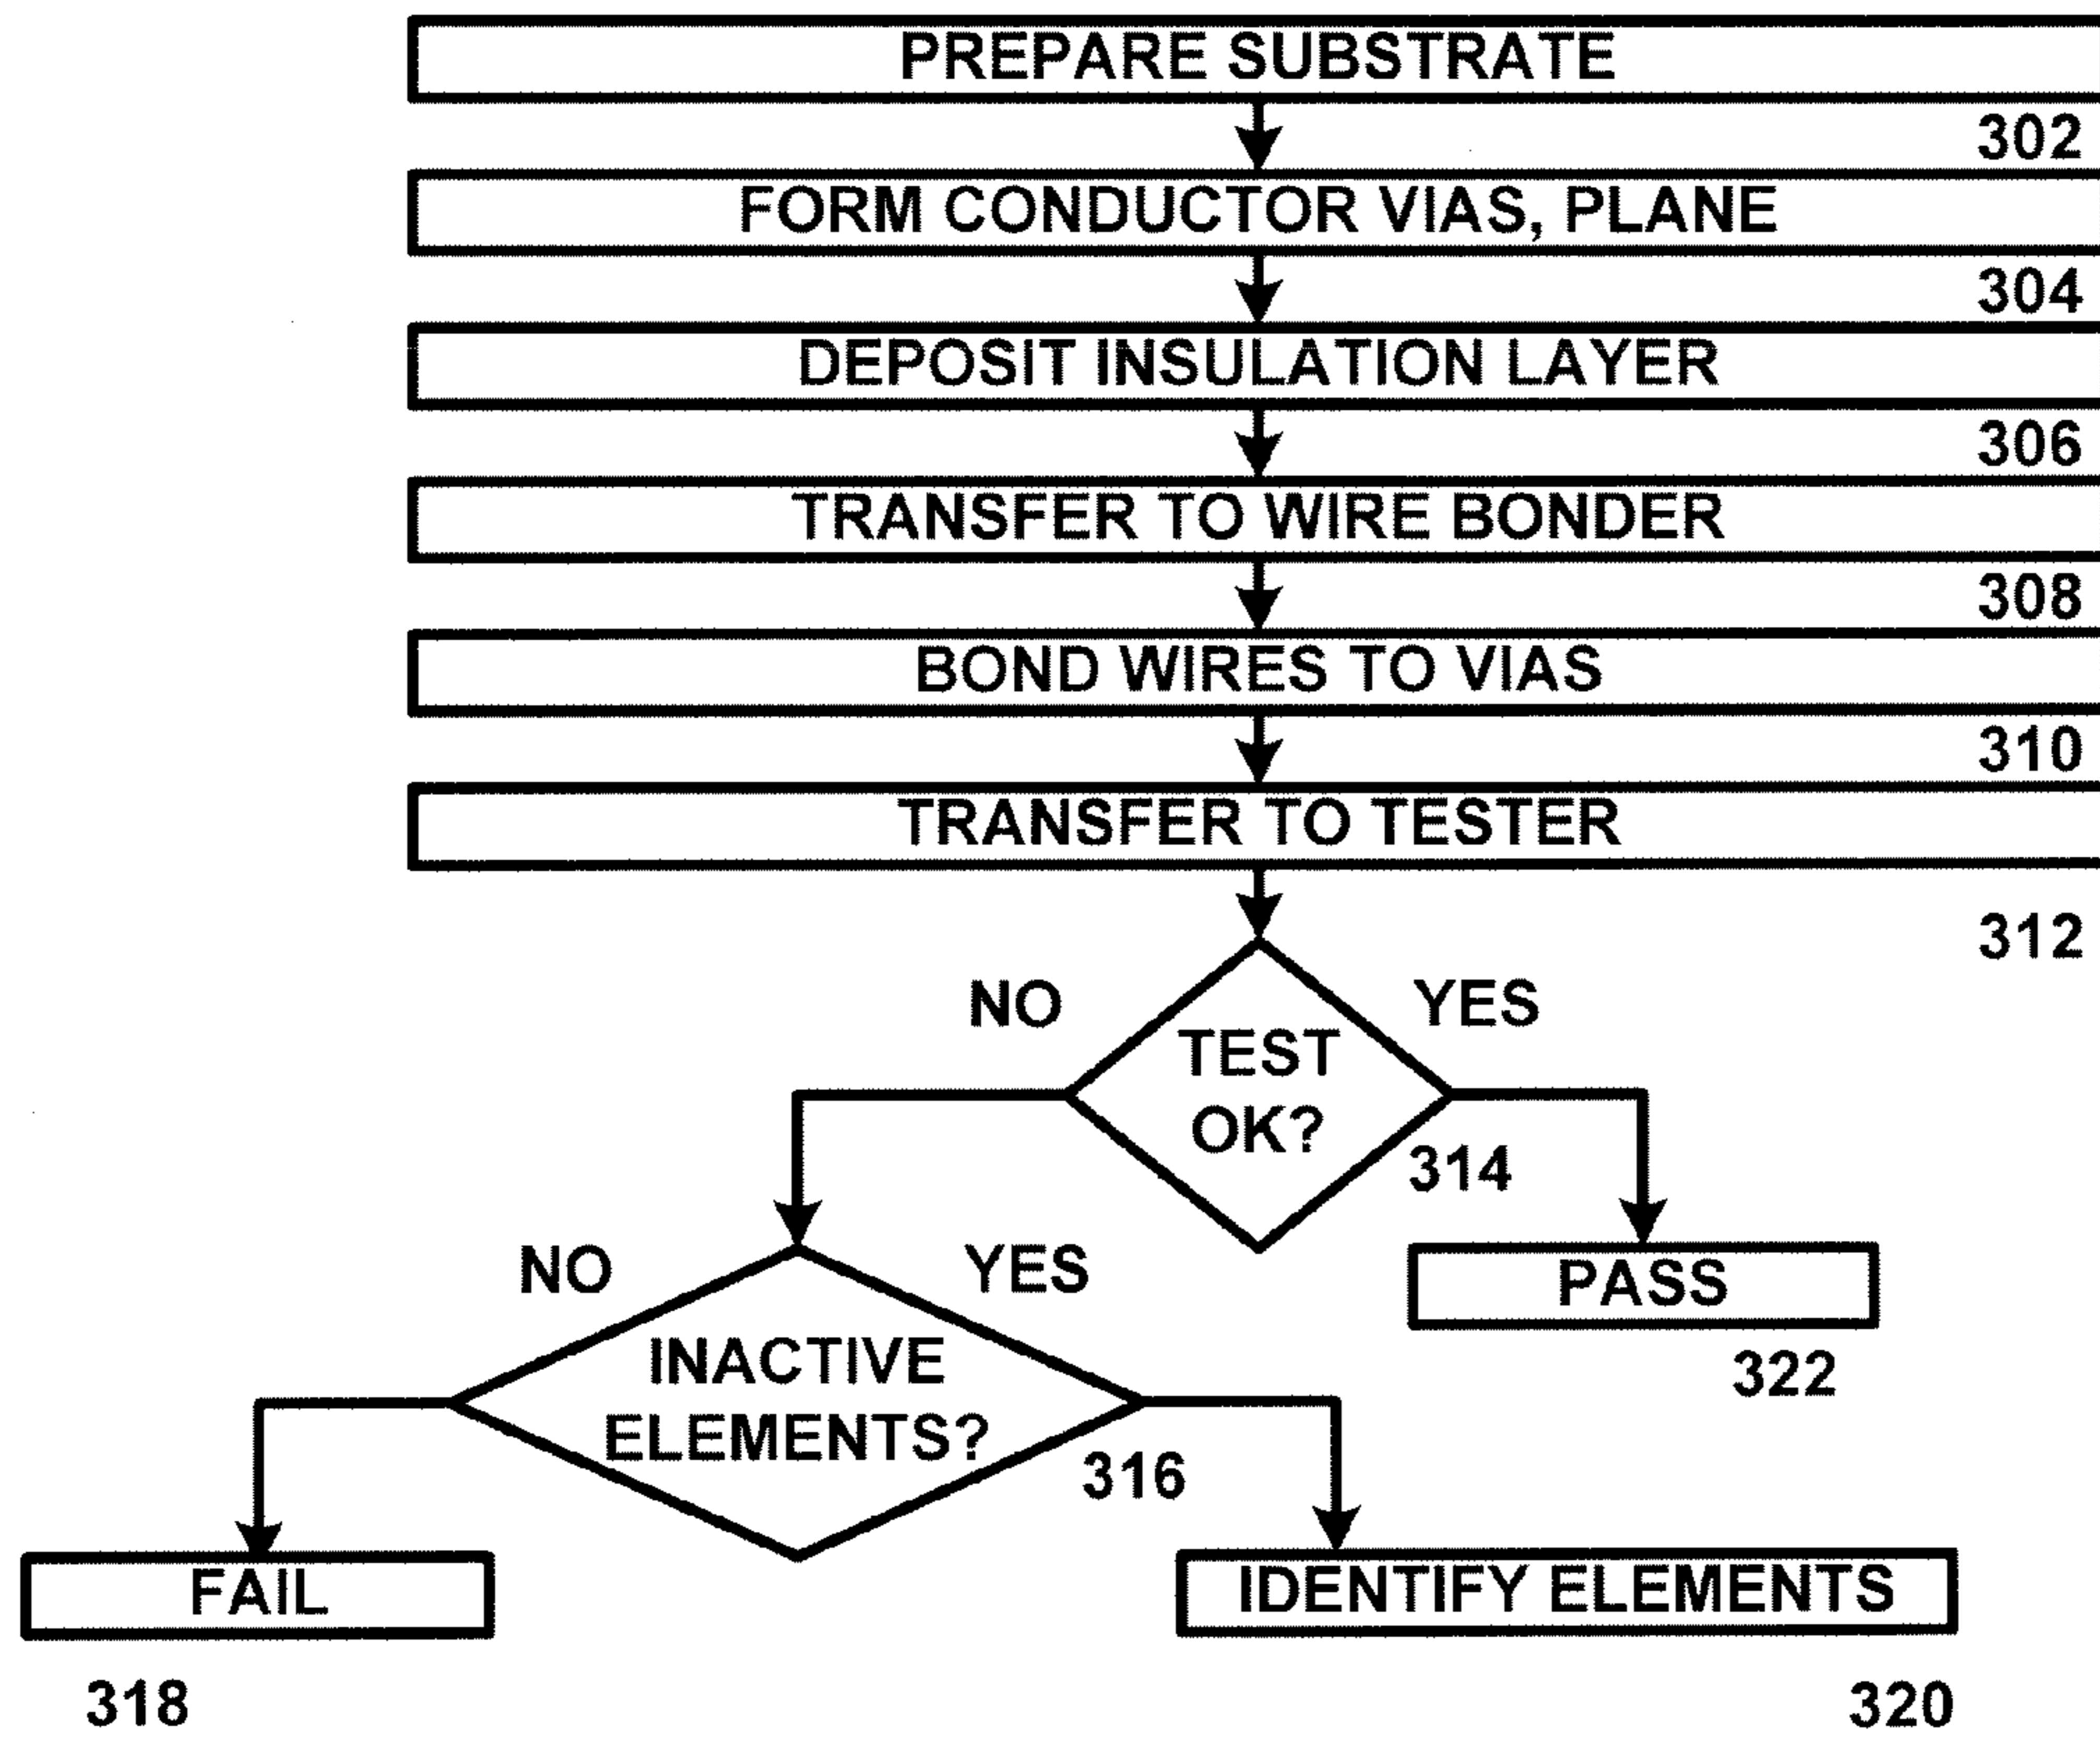 PREPARE SUBSTRATE
302
FORM CONDUCTOR VIAS, PLANE
304
DEPOSIT INSULATION LAYER
306
TRANSFER TO WIRE BONDER
308
BOND WIRES TO VIAS
310
TRANSFER TO TESTER
312
NO
YES
TEST
OK?
314
NO
YES
PASS
322
INACTIVE
ELEMENTS?
316
FAIL
318
IDENTIFY ELEMENTS
320